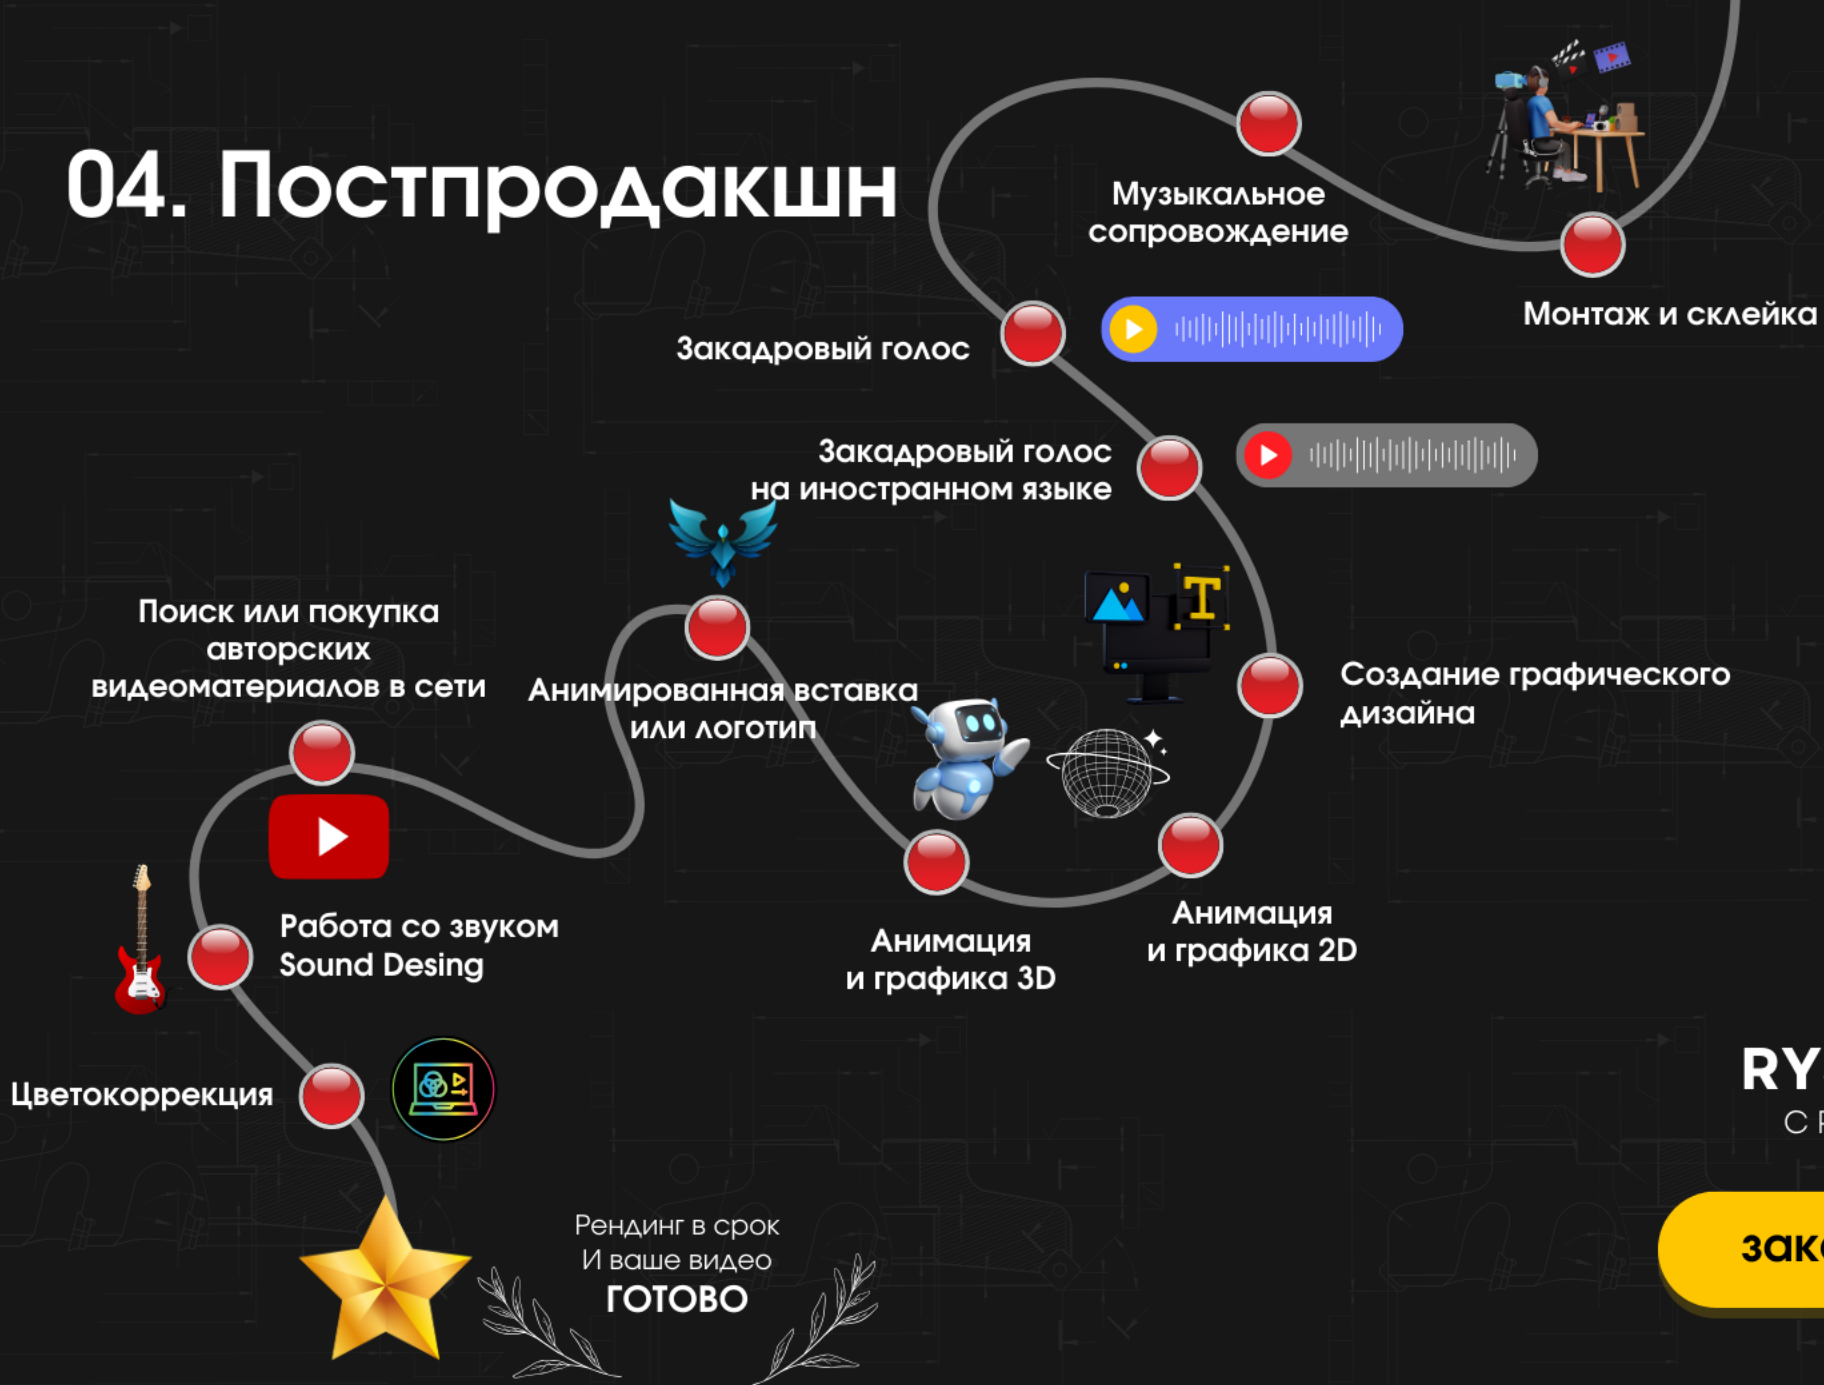 04. Постпродакшн
Монтаж и склейка
Музыкальное
сопровождение
Закадровый голос
Закадровый голос
на иностранном языке
Создание графического
дизайна
Анимация
и графика 2D
Анимация
и графика 3D
Анимированная вставка
или логотип
Поиск или покупка
авторских
видеоматериалов в сети
Работа со звуком
Sound Desing
Цветокоррекция
Рендинг в срок
И ваше видео
ГОТОВО
T
RY
C